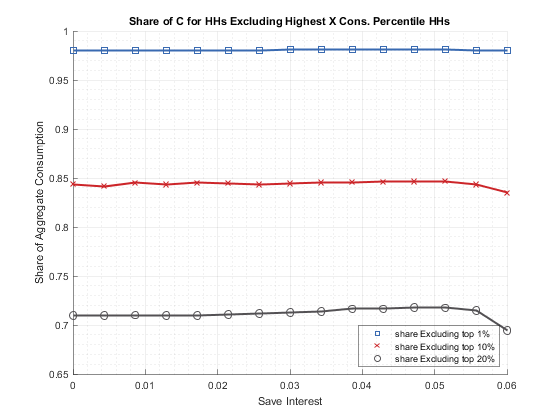 Share of C for HHs Excluding Highest X Cons. Percentile HHs
1
0.95
0.9
0.85
0.8
0.75
0.7
0.65
Share of Aggregate Consumption
0 0.01 0.02 0.03 0.04 0.05 0.06
Save Interest
share Excluding top 1%
share Excluding top 10%
share Excluding top 20%